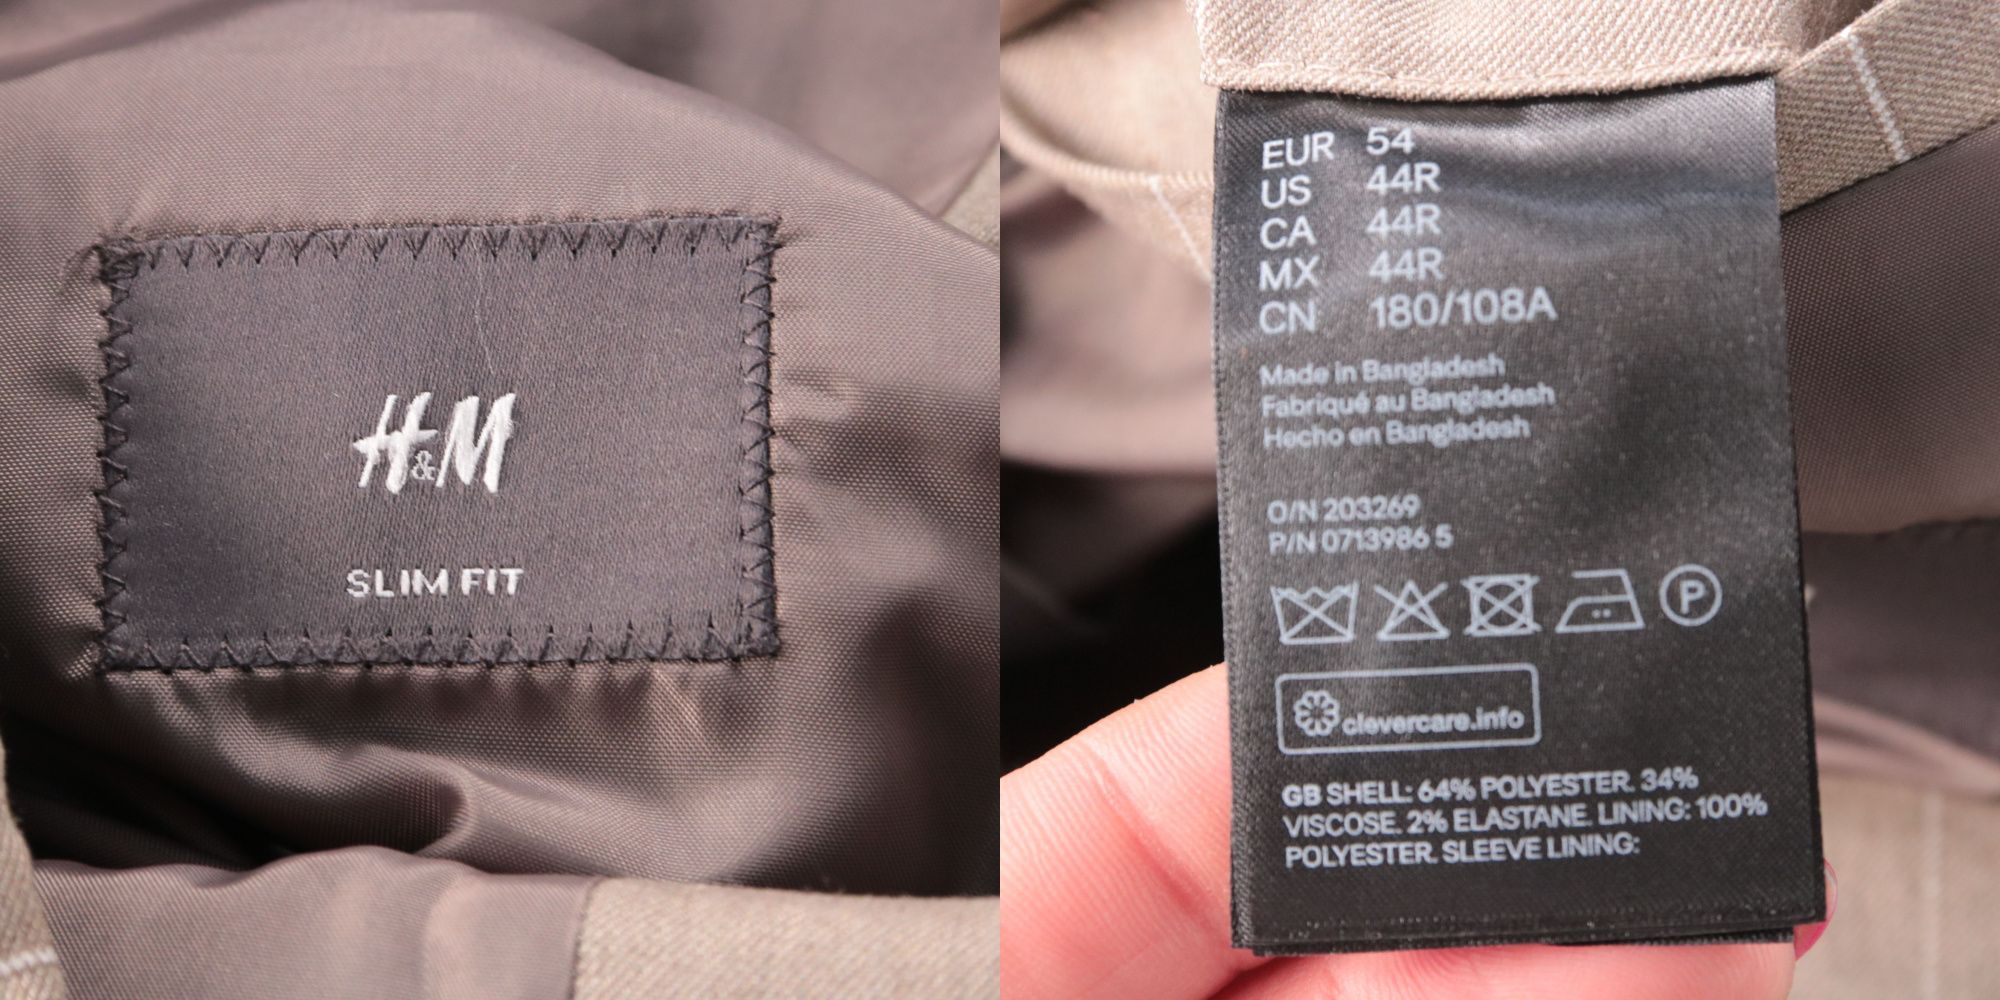 H&M
SLIM FIT
EUR 54
US 44R
CA 44R
MX 44R
CN 180/108A
Made in Bangladesh
Fabriqué au Bangladesh
Hecho en Bangladesh
O/N 203269
P/N 0713986 5
P
clevercare.info
GB SHELL: 64% POLYESTER. 34%
VISCOSE. 2% ELASTANE. LINING: 100%
POLYESTER. SLEEVE LINING: